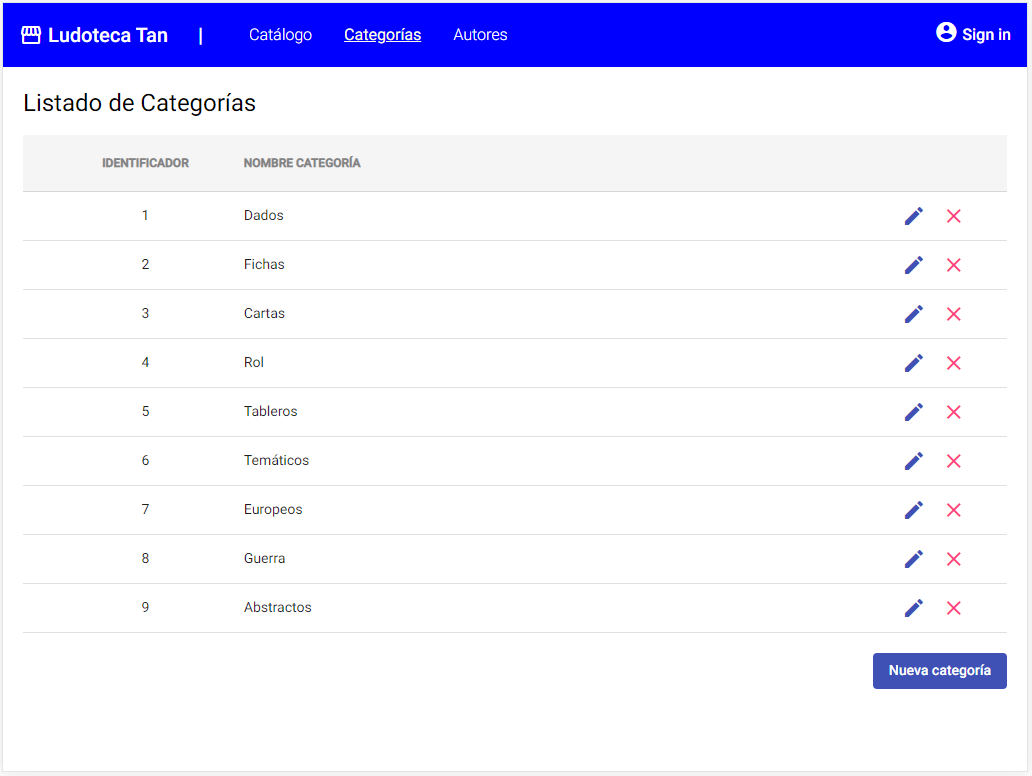 Ludoteca Tan | Catálogo Categorías Autores Sign in
Listado de Categorías
IDENTIFICADOR NOMBRE CATEGORÍA
1 Dados
2 Fichas
3 Cartas
4 Rol
5 Tableros
6 Temáticos
7 Europeos
8 Guerra
9 Abstractos
Nueva categoría